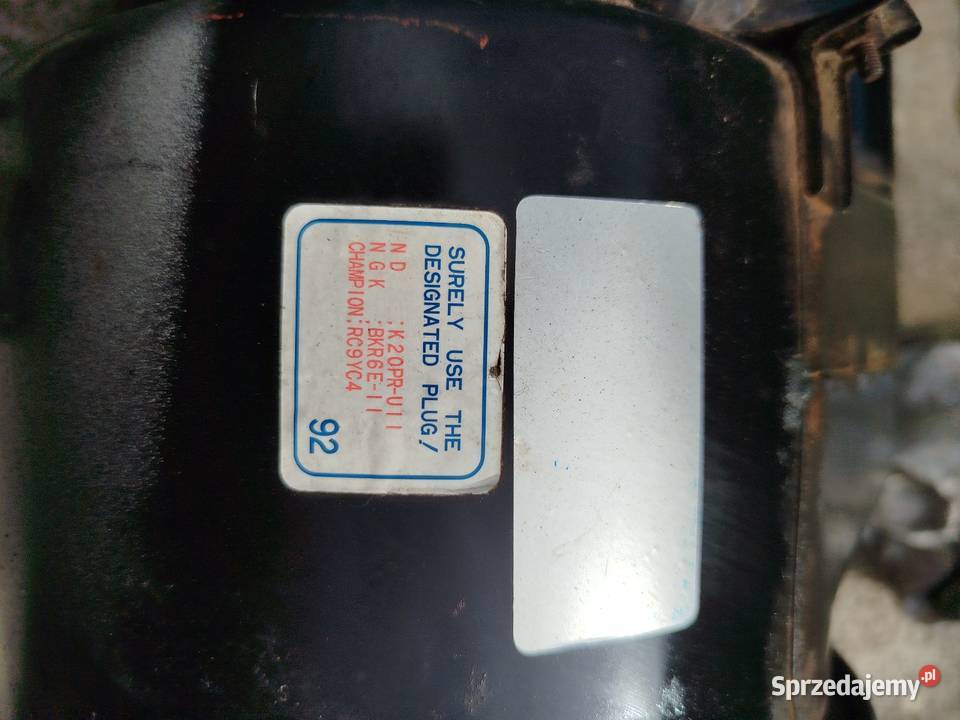 SURELY USE THE
DESIGNATED PLUG!
ND ;K20PR-U11
NGK ;BKR6E-11
CHAMPION;RC9YC4
92
Sprzedajemy.pl